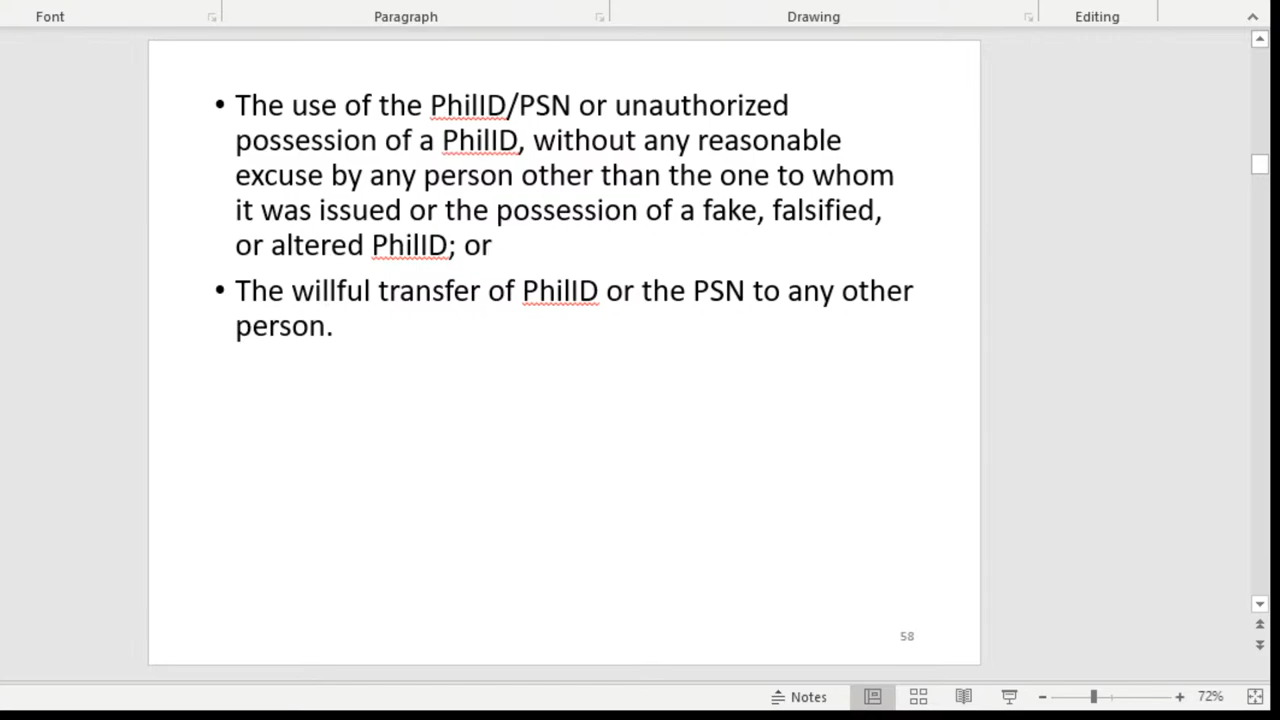 Font Paragraph Drawing Editing
• The use of the PhilID/PSN or unauthorized
possession of a PhilID, without any reasonable
excuse by any person other than the one to whom
it was issued or the possession of a fake, falsified,
or altered PhilID; or
• The willful transfer of PhilID or the PSN to any other
person.
58
Notes 72%